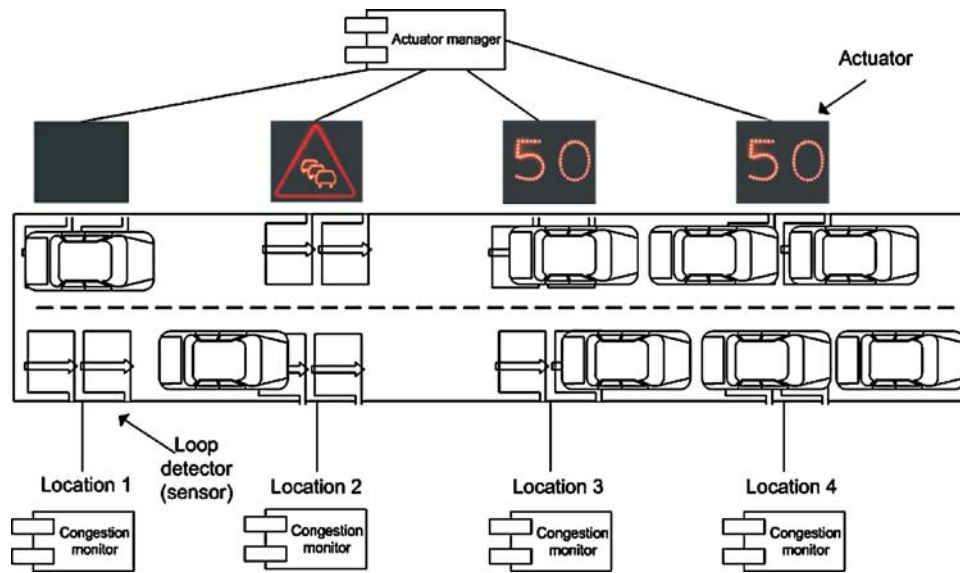 Actuator manager
Actuator
50
50
Loop
detector
(sensor)
Location 1
Location 2
Location 3
Location 4
Congestion
monitor
Congestion
monitor
Congestion
monitor
Congestion
monitor